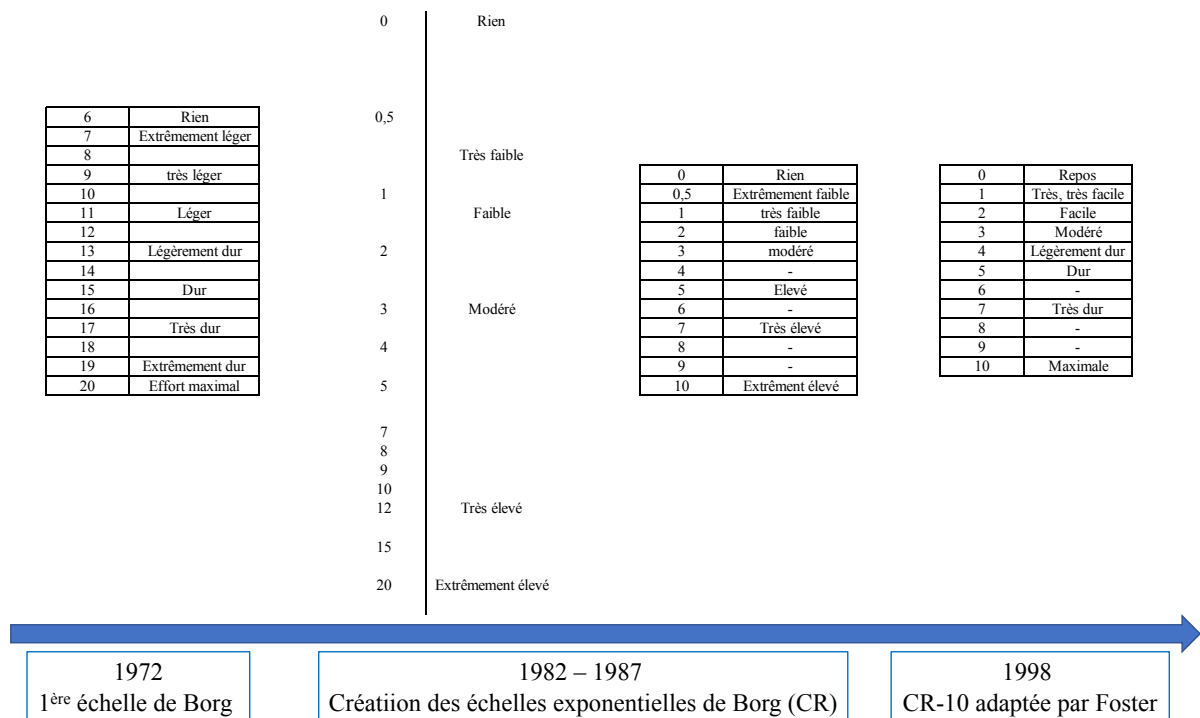 6 Rien
7 Extrêmement léger
8
9 très léger
10
11 Léger
12
13 Légèrement dur
14
15 Dur
16
17 Très dur
18
19 Extrêmement dur
20 Effort maximal
0 Rien
0,5
Très faible
1
Faible
2
3 Modéré
4
5
7
8
9
10
12 Très élevé
15
20 Extrêmement élevé
0 Rien
0,5 Extrêmement faible
1 très faible
2 faible
3 modéré
4 -
5 Elevé
6 -
7 Très élevé
8 -
9 -
10 Extrêment élevé
0 Repos
1 Très, très facile
2 Facile
3 Modéré
4 Légèrement dur
5 Dur
6 -
7 Très dur
8 -
9 -
10 Maximale
1972
1ère échelle de Borg
1982 – 1987
Créatiion des échelles exponentielles de Borg (CR)
1998
CR-10 adaptée par Foster